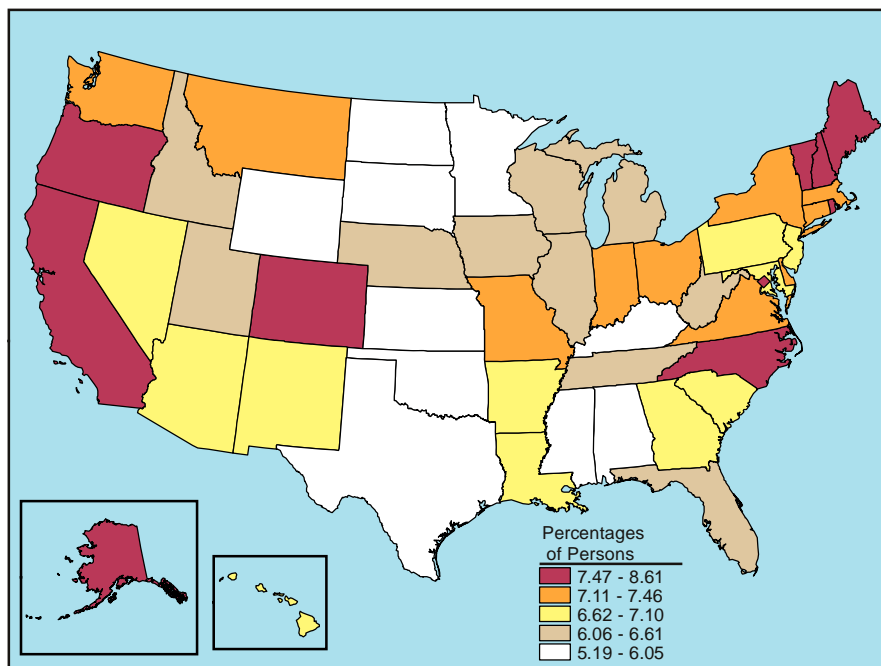 Percentages
of Persons
7.47 - 8.61
7.11 - 7.46
6.62 - 7.10
6.06 - 6.61
5.19 - 6.05